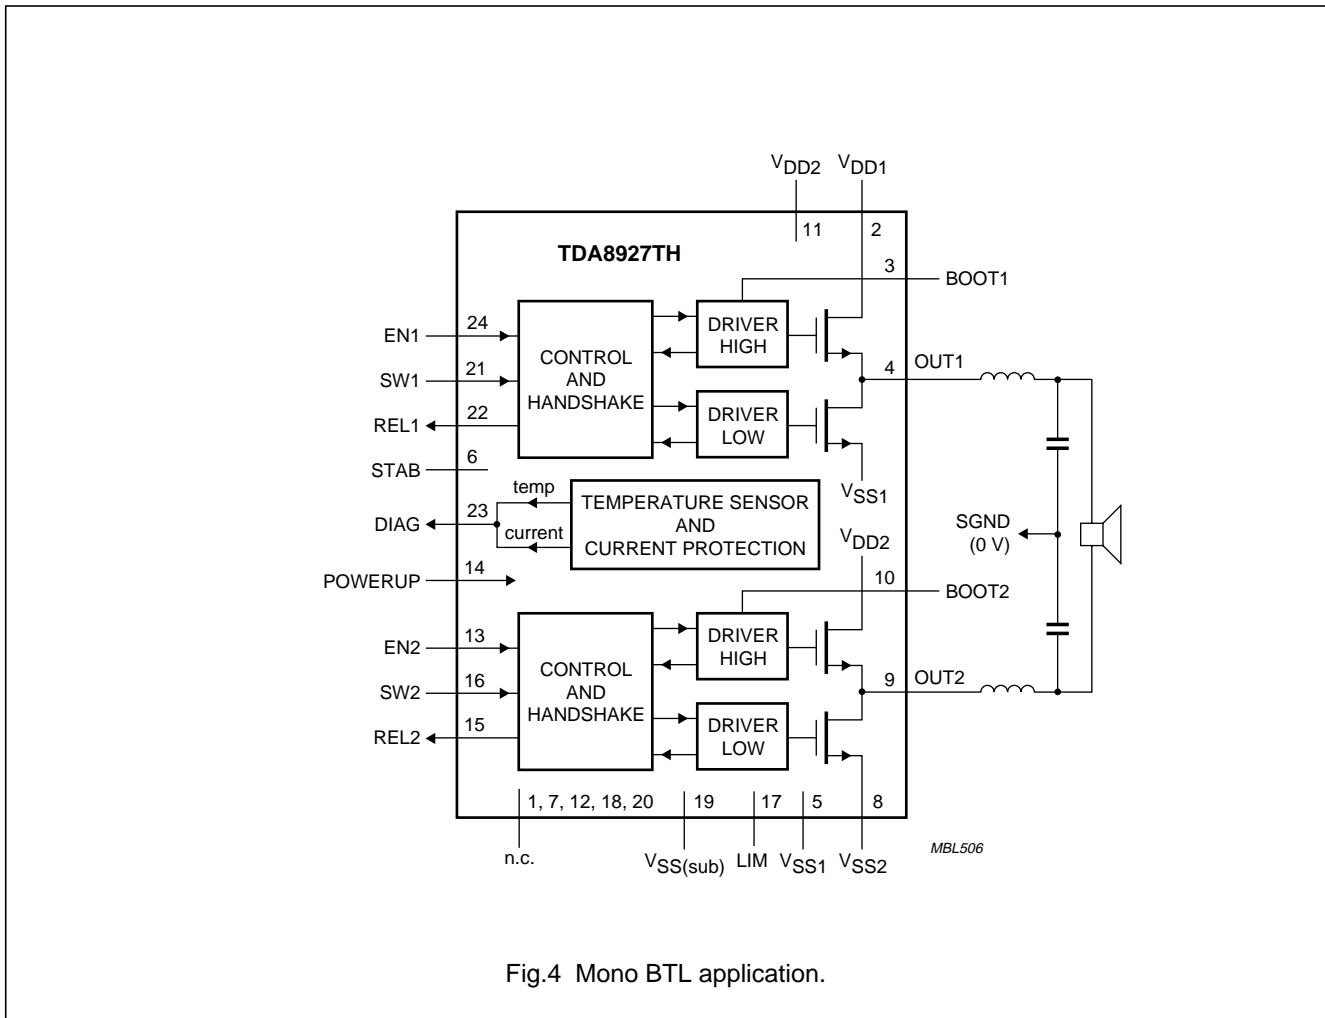 VDD2 VDD1
11 2
TDA8927TH
3 BOOT1
EN1 24
SW1 21
REL1 22
CONTROL
AND
HANDSHAKE
DRIVER
HIGH
DRIVER
LOW
4 OUT1
STAB 6
VSS1
DIAG 23
temp
current
TEMPERATURE SENSOR
AND
CURRENT PROTECTION
SGND
(0 V)
VDD2
POWERUP 14
10 BOOT2
EN2 13
SW2 16
REL2 15
CONTROL
AND
HANDSHAKE
DRIVER
HIGH
DRIVER
LOW
9 OUT2
1, 7, 12, 18, 20 19 17 5 8
n.c. VSS(sub) LIM VSS1 VSS2
MBL506
Fig.4 Mono BTL application.